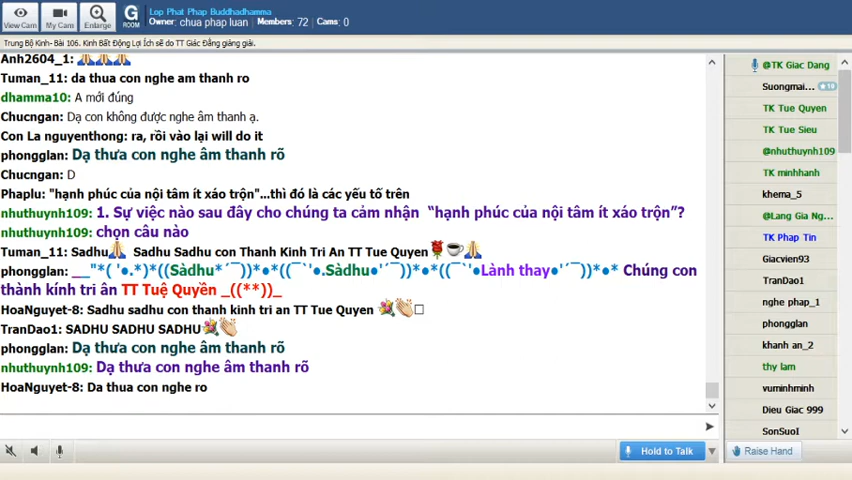 View Cam
My Cam
Enlarge
G
ROOM
Lop Phat Phap Buddhadhamma
Owner: chua phap luan Members: 72 Cams: 0
Trung Bộ Kinh- Bài 106. Kinh Bất Động Lợi Ích sẽ do TT Giác Đẳng giảng giải.
Anh2604_1: 🙏🙏🙏
Tuman_11: da thua con nghe am thanh ro
dhamma10: A mới đúng
Chucngan: Dạ con không được nghe âm thanh ạ.
Con La nguyenthong: ra, rồi vào lại will do it
phongglan: Dạ thưa con nghe âm thanh rõ
Chucngan: D
Phaplu: "hạnh phúc của nội tâm ít xáo trộn"...thì đó là các yếu tố trên
nhuthuynh109: 1. Sự việc nào sau đây cho chúng ta cảm nhận “hạnh phúc của nội tâm ít xáo trộn”?
nhuthuynh109: chọn câu nào
Tuman_11: Sadhu🙏 Sadhu Sadhu con Thanh Kinh Tri An TT Tue Quyen🌹☕🙏
phongglan: __"*( '●.*)*((Sàdhu*´¯))●*●((¯`'●.Sàdhu●'´¯))*●*((¯`'●Lành thay●'´¯))*●* Chúng con
thành kính tri ân TT Tuệ Quyền _((**))_
HoaNguyet-8: Sadhu sadhu con thanh kinh tri an TT Tue Quyen 💐👏□
TranDao1: SADHU SADHU SADHU💐👏
phongglan: Dạ thưa con nghe âm thanh rõ
nhuthuynh109: Dạ thưa con nghe âm thanh rõ
HoaNguyet-8: Da thua con nghe ro
Hold to Talk
@TK Giac Dang
Suongmai... 10
TK Tue Quyen
TK Tue Sieu
@nhuthuynh109
TK minhhanh
khema_5
@Lang Gia Ng...
TK Phap Tin
Giacvien93
TranDao1
nghe phap_1
phongglan
khanh an_2
thy lam
vuminhminh
Dieu Giac 999
SonSuoI
Raise Hand